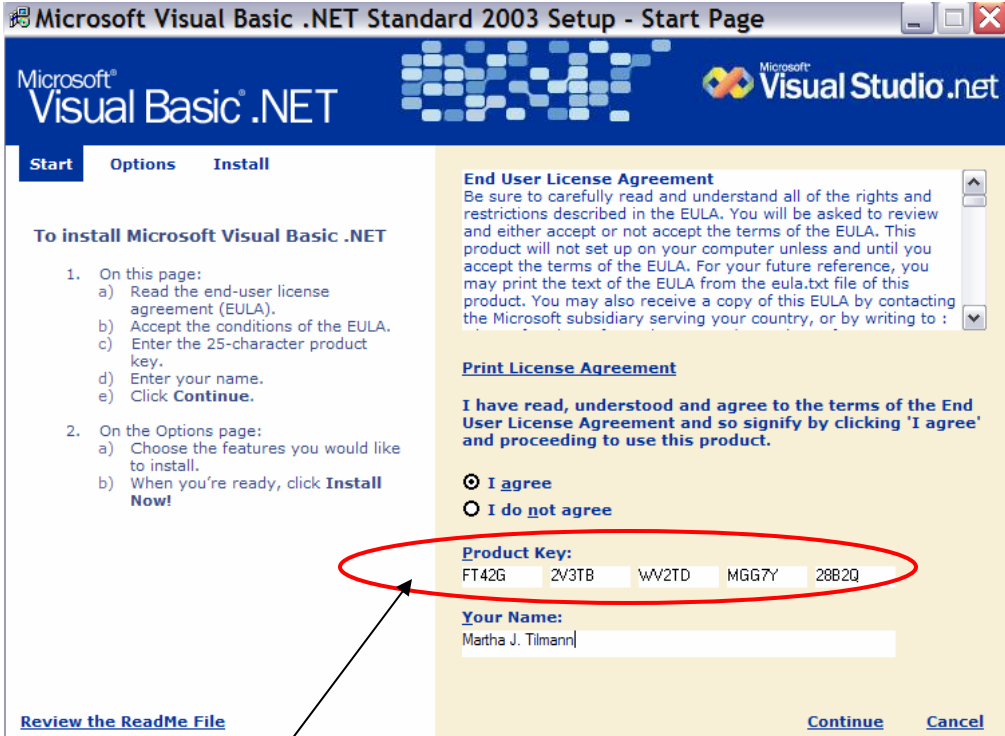 Microsoft Visual Basic .NET Standard 2003 Setup - Start Page
Microsoft®
Visual Basic® .NET
Microsoft®
Visual Studio.net
Start Options Install
To install Microsoft Visual Basic .NET
1. On this page:
a) Read the end-user license
agreement (EULA).
b) Accept the conditions of the EULA.
c) Enter the 25-character product
key.
d) Enter your name.
e) Click Continue.
2. On the Options page:
a) Choose the features you would like
to install.
b) When you're ready, click Install
Now!
Review the ReadMe File
End User License Agreement
Be sure to carefully read and understand all of the rights and
restrictions described in the EULA. You will be asked to review
and either accept or not accept the terms of the EULA. This
product will not set up on your computer unless and until you
accept the terms of the EULA. For your future reference, you
may print the text of the EULA from the eula.txt file of this
product. You may also receive a copy of this EULA by contacting
the Microsoft subsidiary serving your country, or by writing to :
Print License Agreement
I have read, understood and agree to the terms of the End
User License Agreement and so signify by clicking 'I agree'
and proceeding to use this product.
I agree
I do not agree
Product Key:
FT42G 2V3TB WV2TD MGG7Y 28B2Q
Your Name:
Martha J. Tilmann
Continue Cancel